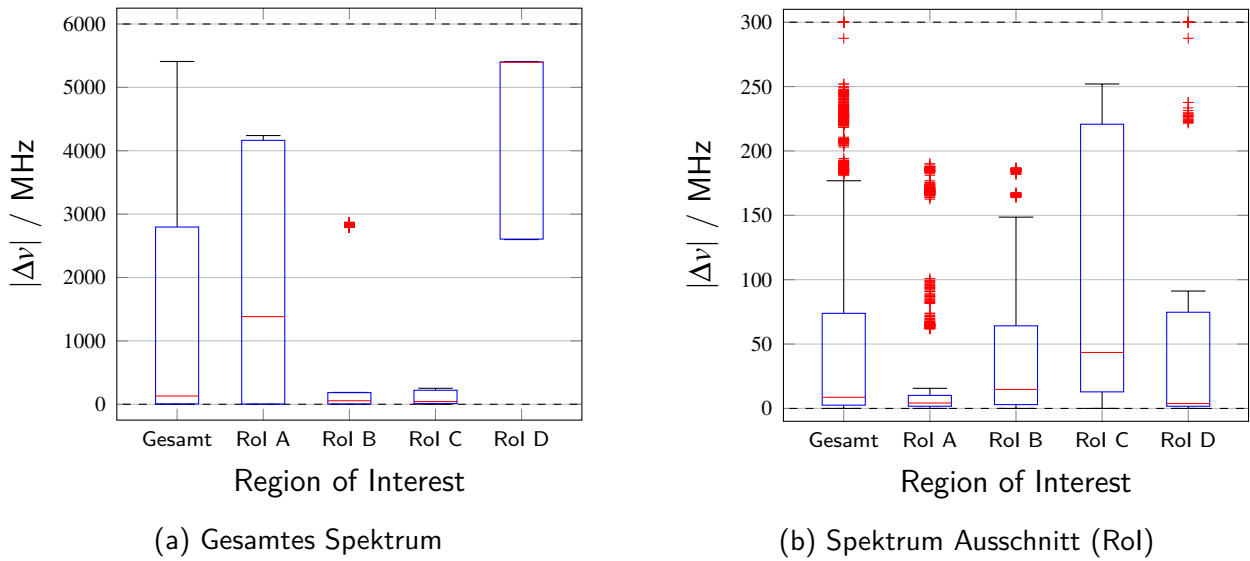 6000
5000
4000
3000
2000
1000
0
|Δν| / MHz
Gesamt RoI A RoI B RoI C RoI D
Region of Interest
(a) Gesamtes Spektrum
300
250
200
150
100
50
0
|Δν| / MHz
Gesamt RoI A RoI B RoI C RoI D
Region of Interest
(b) Spektrum Ausschnitt (RoI)